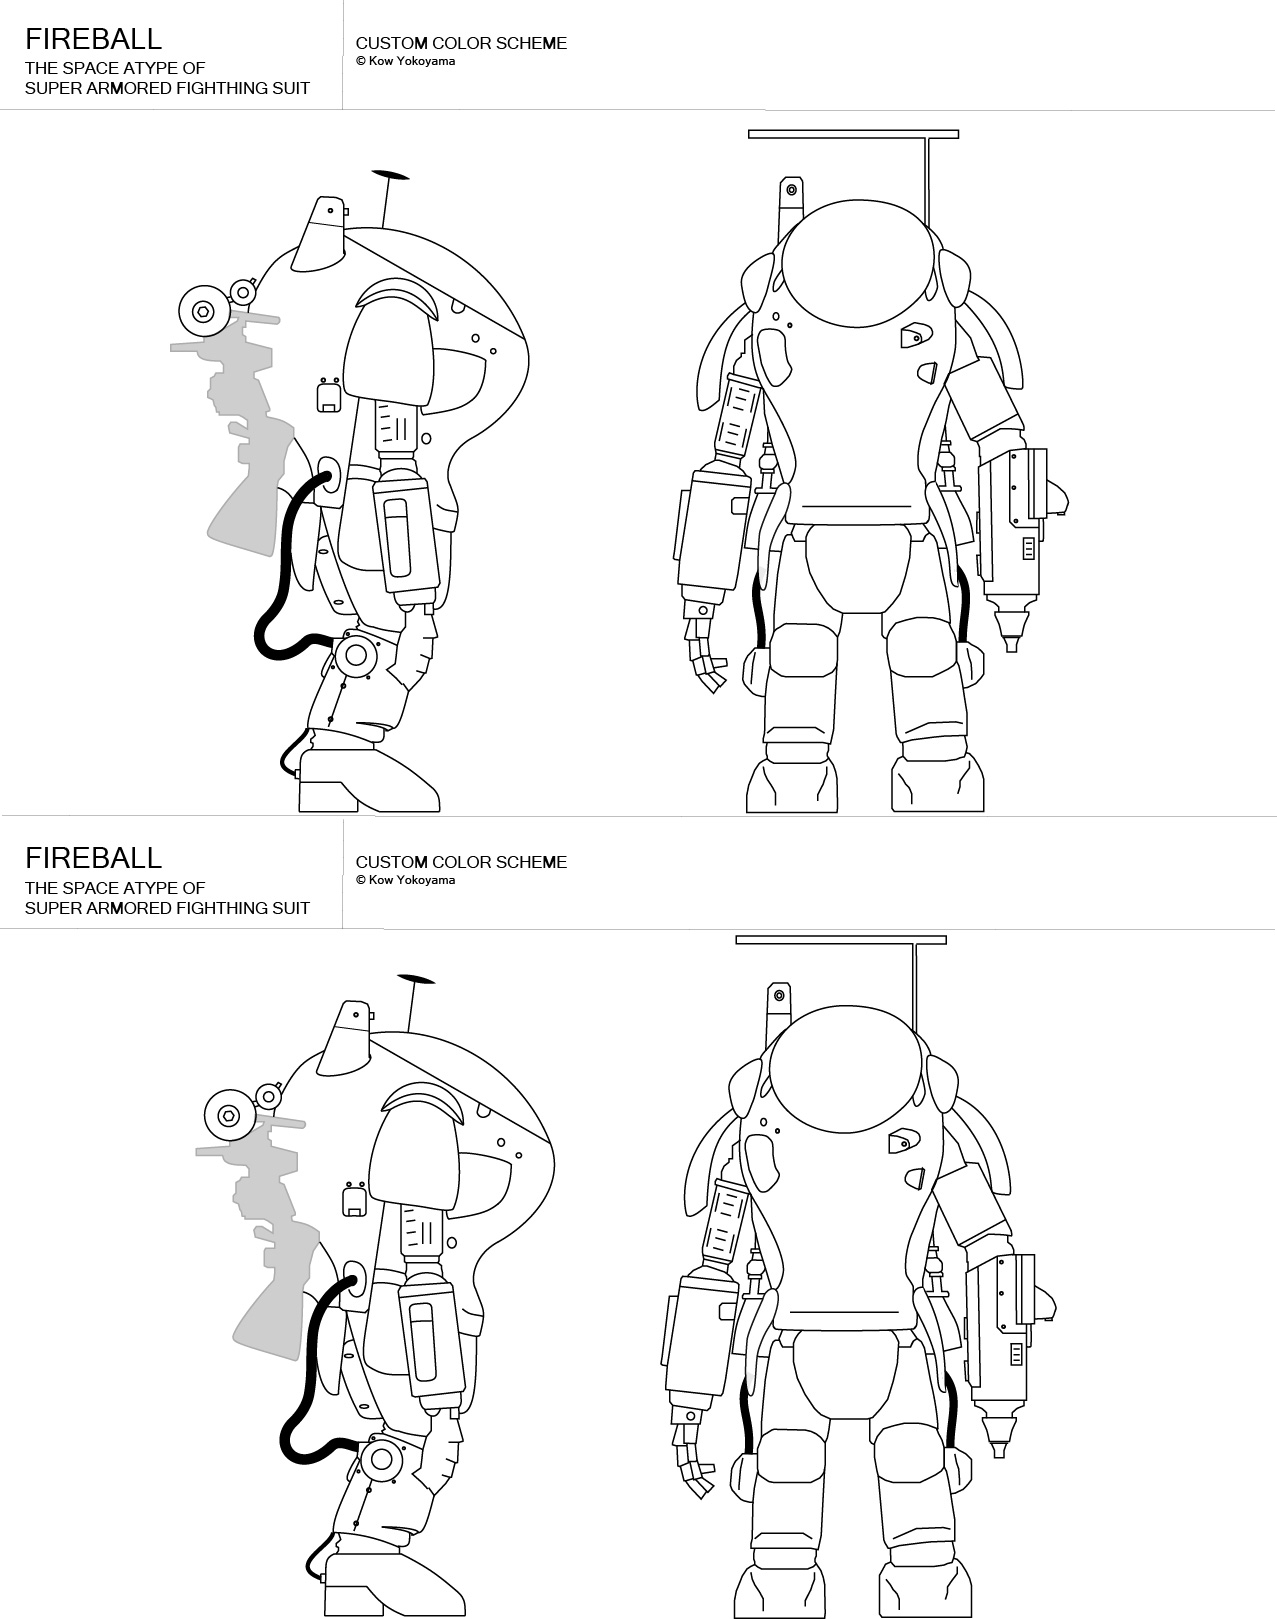 FIREBALL
THE SPACE ATYPE OF
SUPER ARMORED FIGHTHING SUIT
CUSTOM COLOR SCHEME
© Kow Yokoyama
FIREBALL
THE SPACE ATYPE OF
SUPER ARMORED FIGHTHING SUIT
CUSTOM COLOR SCHEME
© Kow Yokoyama